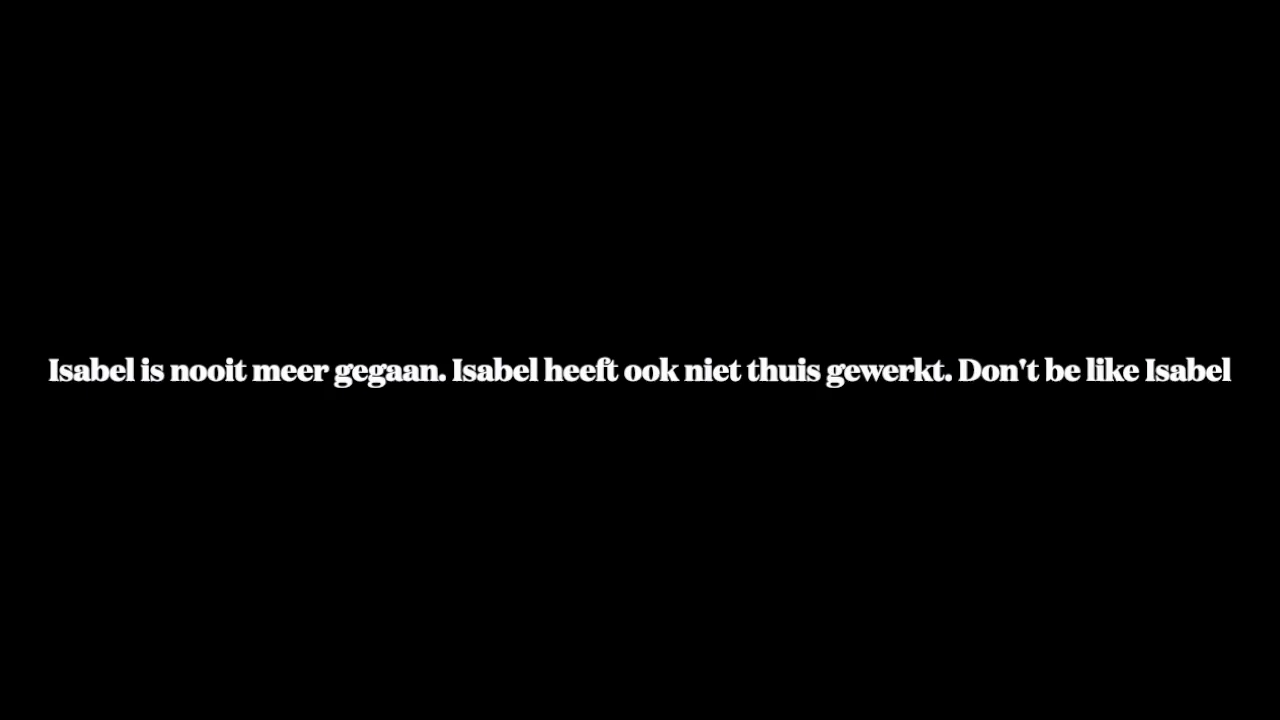 Isabel is nooit meer gegaan. Isabel heeft ook niet thuis gewerkt. Don't be like Isabel